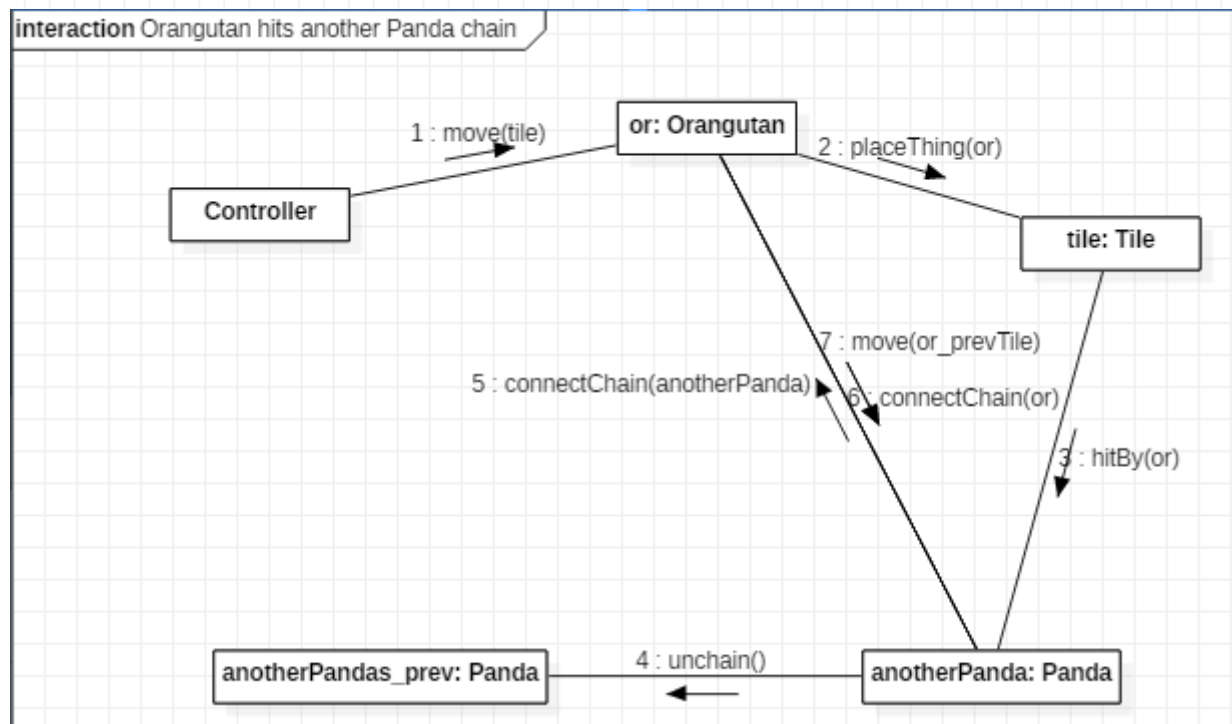 interaction Orangutan hits another Panda chain
or: Orangutan
1 : move(tile)
2 : placeThing(or)
Controller
tile: Tile
7 : move(or_prevTile)
5 : connectChain(anotherPanda)
6 : connectChain(or)
3 : hitBy(or)
4 : unchain()
anotherPandas_prev: Panda
anotherPanda: Panda